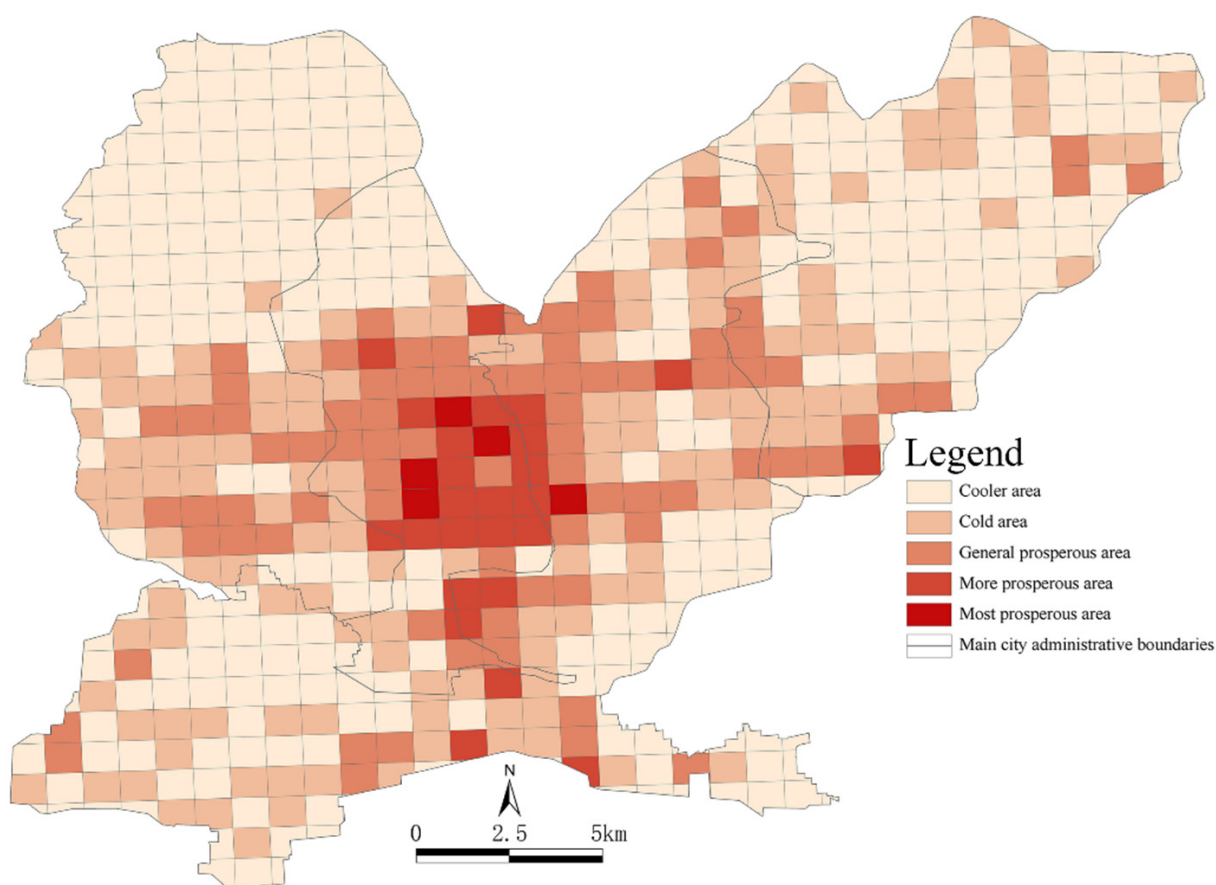 Legend
Cooler area
Cold area
General prosperous area
More prosperous area
Most prosperous area
Main city administrative boundaries
N
0 2.5 5km